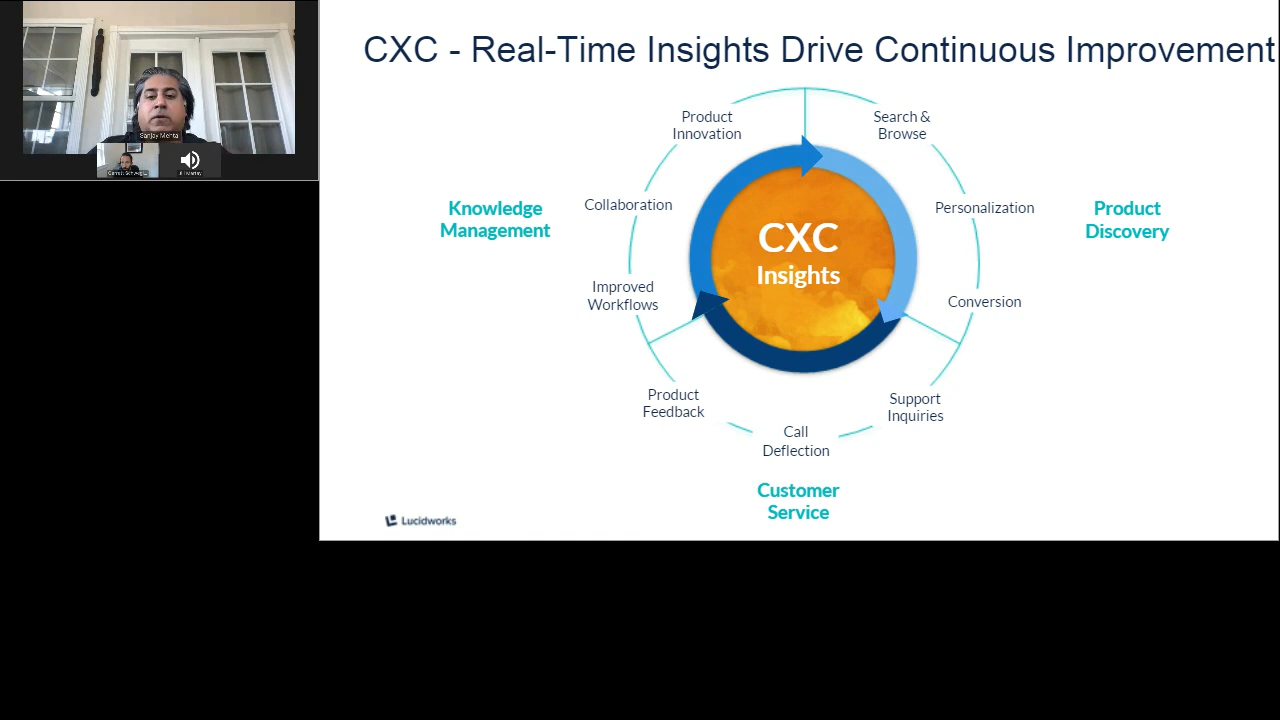 CXC - Real-Time Insights Drive Continuous Improvement
Sanjay Mehta
Product
Innovation
Search &
Browse
Collaboration
Personalization
Knowledge
Management
Product
Discovery
CXC
Insights
Improved
Workflows
Conversion
Product
Feedback
Support
Inquiries
Call
Deflection
Customer
Service
Lucidworks